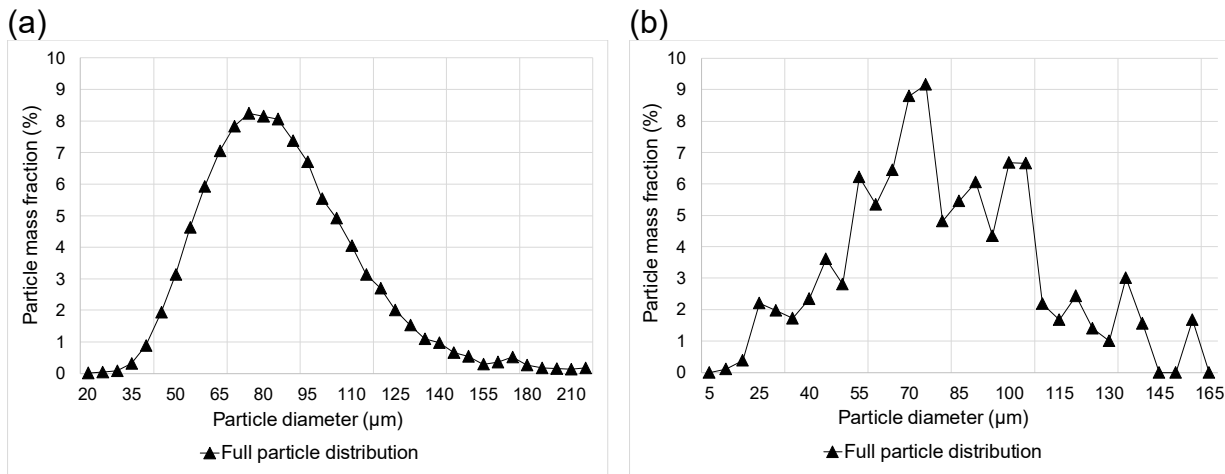 (a)
Particle mass fraction (%)
10
9
8
7
6
5
4
3
2
1
0
20 35 50 65 80 95 110 125 140 155 180 210
Particle diameter (µm)
Full particle distribution
(b)
Particle mass fraction (%)
10
9
8
7
6
5
4
3
2
1
0
5 25 40 55 70 85 100 115 130 145 165
Particle diameter (µm)
Full particle distribution